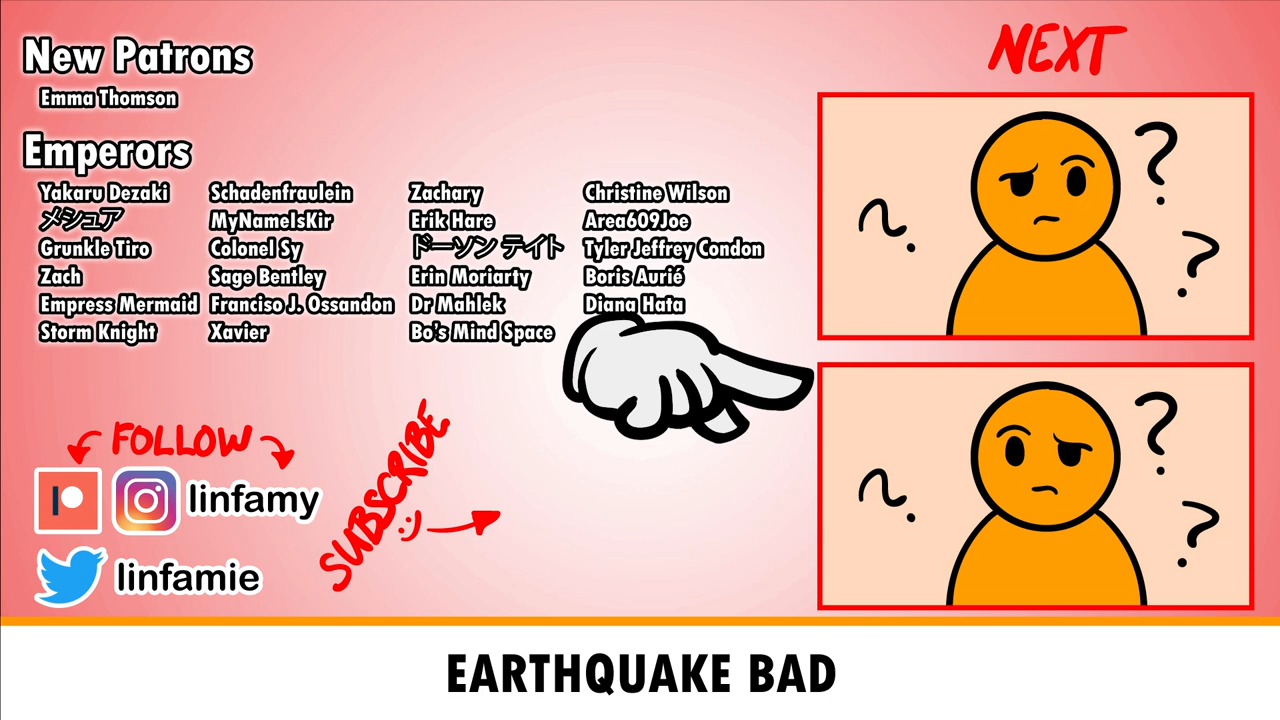 New Patrons
Emma Thomson
Emperors
Yakaru Dezaki Schadenfraulein Zachary Christine Wilson
メシュア MyNameIsKir Erik Hare Area609Joe
Grunkle Tiro Colonel Sy ドーソン テイト Tyler Jeffrey Condon
Zach Sage Bentley Erin Moriarty Boris Aurié
Empress Mermaid Franciso J. Ossandon Dr Mahlek Diana Hata
Storm Knight Xavier Bo's Mind Space
FOLLOW
linfamy
linfamie
SUBSCRIBE
:)
NEXT
?
?
?
?
?
?
EARTHQUAKE BAD